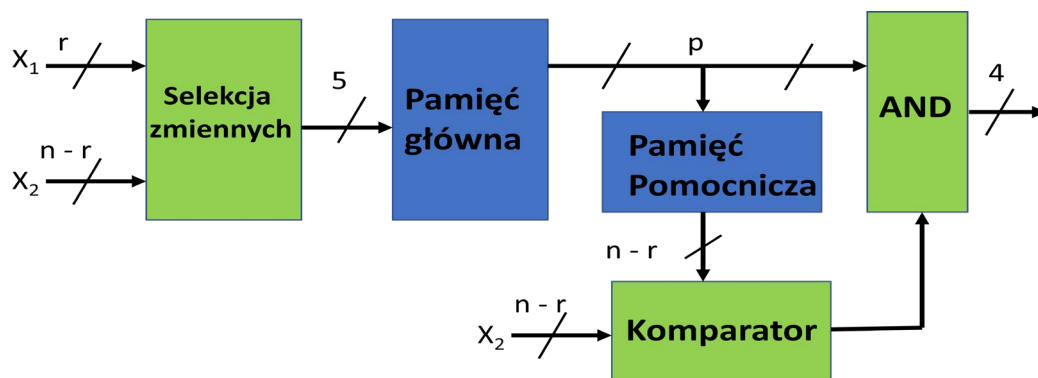 X1
r
n - r
X2
Selekcja
zmiennych
5
Pamięć
główna
p
Pamięć
Pomocnicza
n - r
n - r
X2
Komparator
AND
4